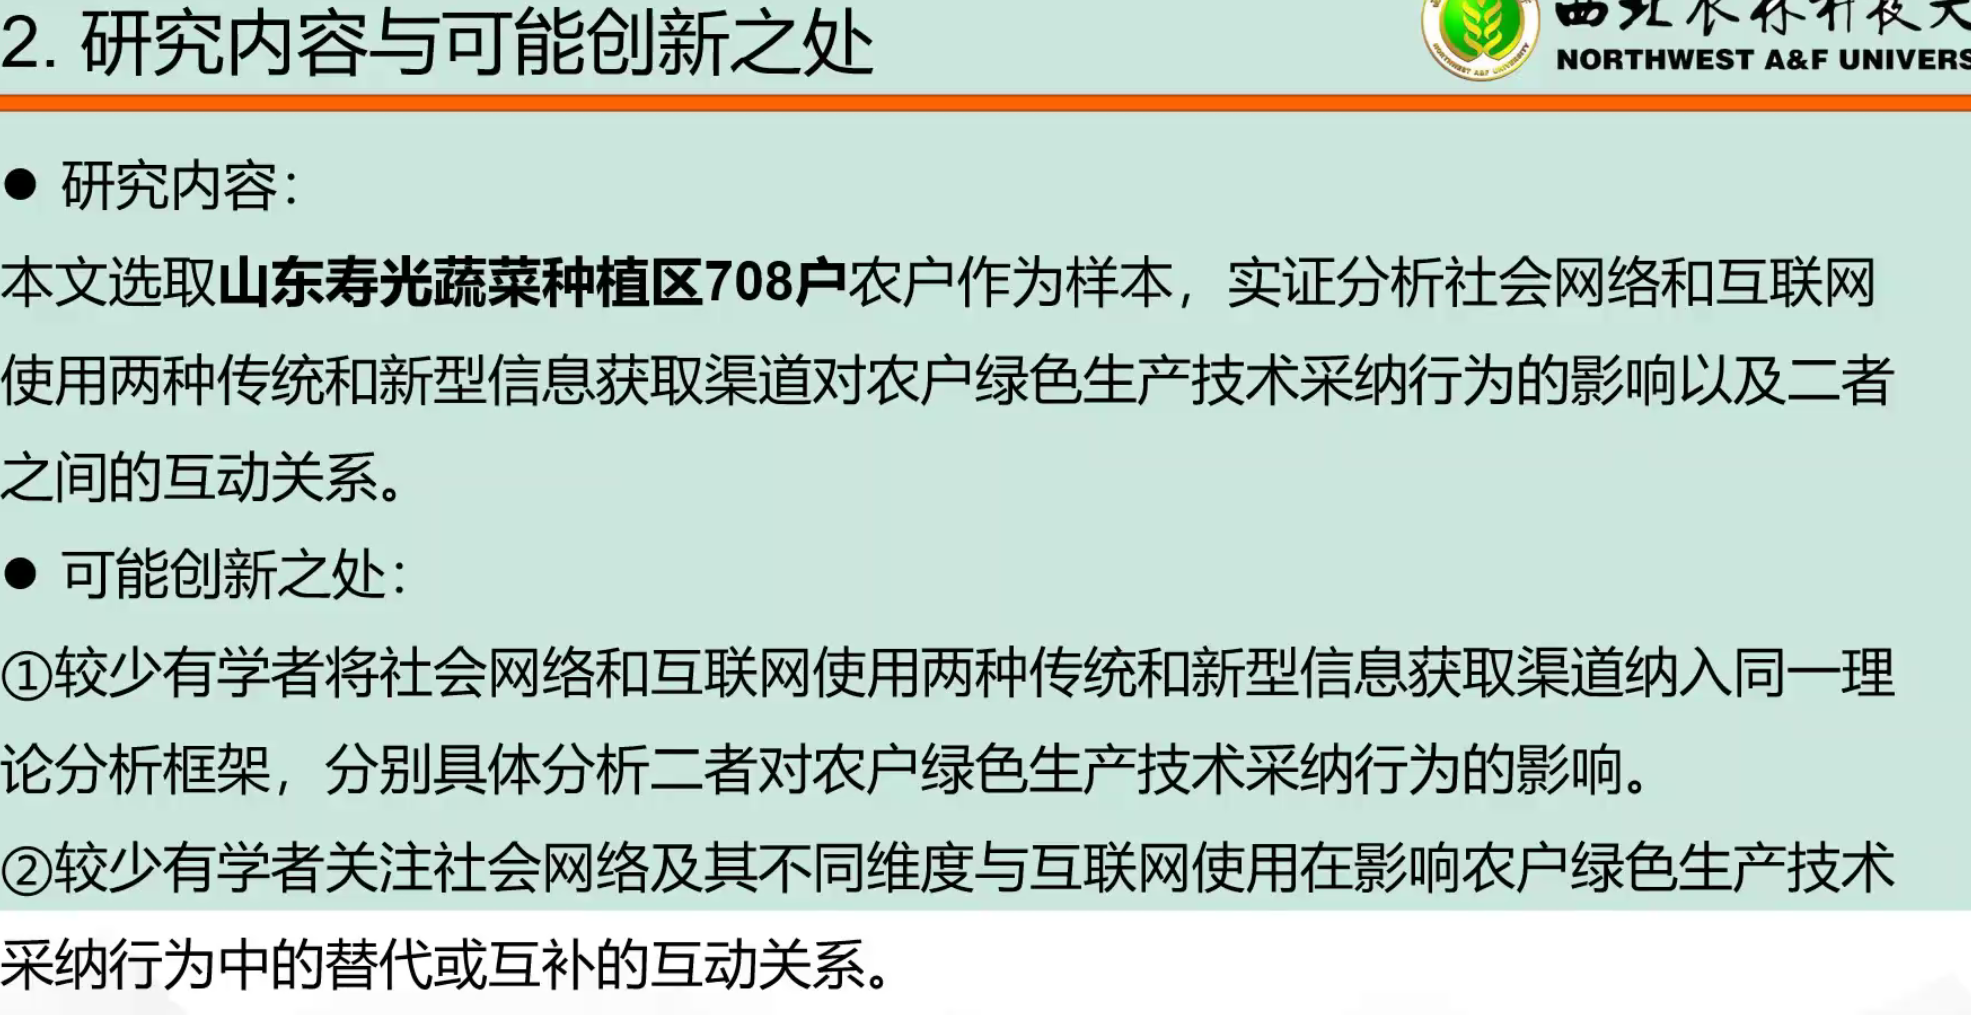 2. 研究内容与可能创新之处
西北农林科技大
NORTHWEST A&F UNIVERS
● 研究内容：
本文选取山东寿光蔬菜种植区708户农户作为样本，实证分析社会网络和互联网
使用两种传统和新型信息获取渠道对农户绿色生产技术采纳行为的影响以及二者
之间的互动关系。
● 可能创新之处：
①较少有学者将社会网络和互联网使用两种传统和新型信息获取渠道纳入同一理
论分析框架，分别具体分析二者对农户绿色生产技术采纳行为的影响。
②较少有学者关注社会网络及其不同维度与互联网使用在影响农户绿色生产技术
采纳行为中的替代或互补的互动关系。